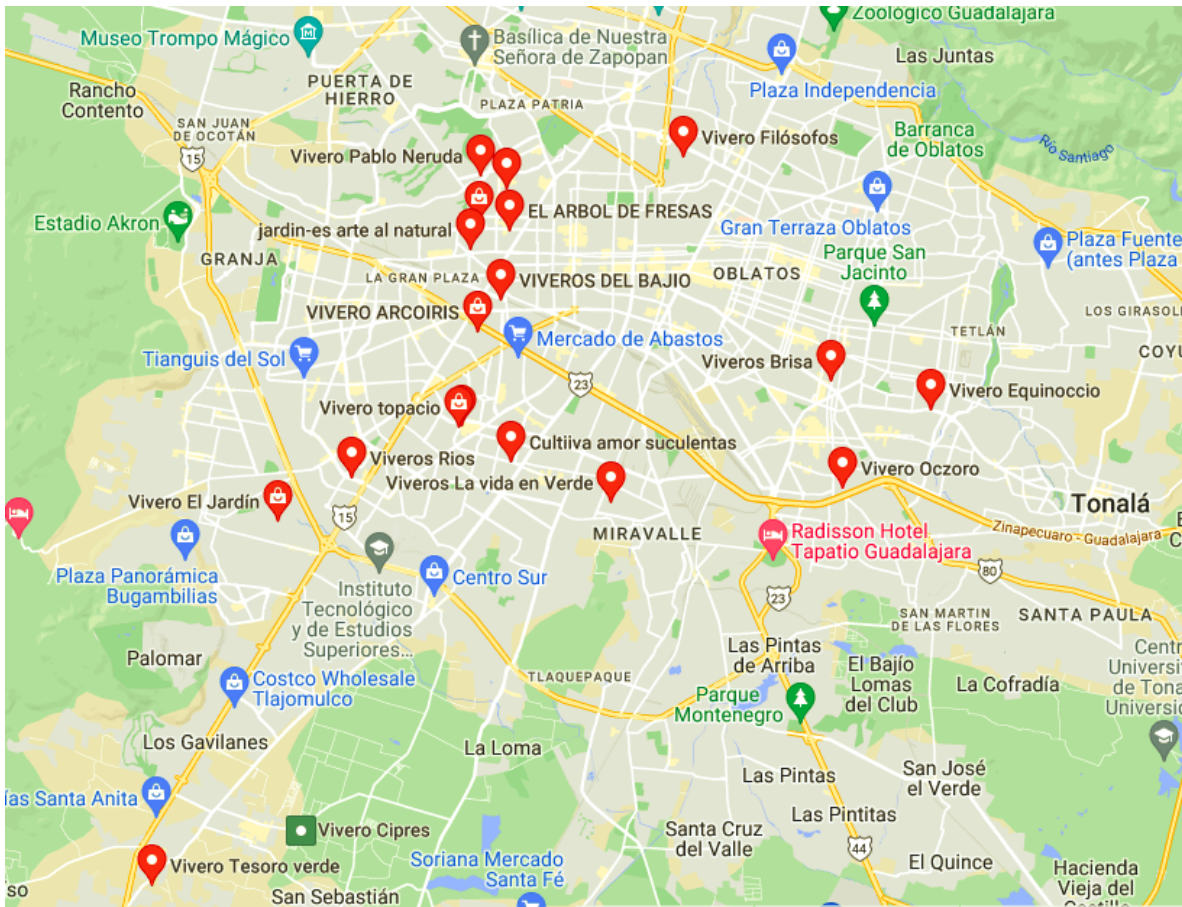 Zoológico Guadalajara
Museo Trompo Mágico
Basílica de Nuestra
Señora de Zapopan
Las Juntas
PUERTA DE
HIERRO
Rancho
Contento
PLAZA PATRIA
Plaza Independencia
SAN JUAN
DE OCOTÁN
15
Vivero Filósofos
Barranca
de Oblatos
Río Santiago
Vivero Pablo Neruda
EL ARBOL DE FRESAS
Estadio Akron
jardin-es arte al natural
Gran Terraza Oblatos
Plaza Fuente
(antes Plaza
GRANJA
LA GRAN PLAZA
VIVEROS DEL BAJIO
OBLATOS
Parque San
Jacinto
VIVERO ARCOIRIS
LOS GIRASOL
TETLÁN
Mercado de Abastos
COYU
Tianguis del Sol
Viveros Brisa
23
Vivero Equinoccio
Vivero topacio
Cultiiva amor suculentas
Viveros Rios
Viveros La vida en Verde
Vivero Oczoro
Vivero El Jardín
15
Tonalá
MIRAVALLE
Radisson Hotel
Tapatio Guadalajara
Zinapecuaro - Guadalajara
Plaza Panorámica
Bugambilias
Instituto
Tecnológico
y de Estudios
Superiores...
Centro Sur
80
23
SAN MARTIN
DE LAS FLORES
SANTA PAULA
Palomar
Las Pintas
de Arriba
El Bajío
Lomas
del Club
Centr
Universi
de Tona
Universid
Costco Wholesale
Tlajomulco
TLAQUEPAQUE
La Cofradía
Parque
Montenegro
Los Gavilanes
La Loma
Las Pintas
San José
el Verde
ías Santa Anita
Las Pintitas
Vivero Cipres
Santa Cruz
del Valle
44
Vivero Tesoro verde
Soriana Mercado
Santa Fé
El Quince
Hacienda
Vieja del
Castillo
so
San Sebastián